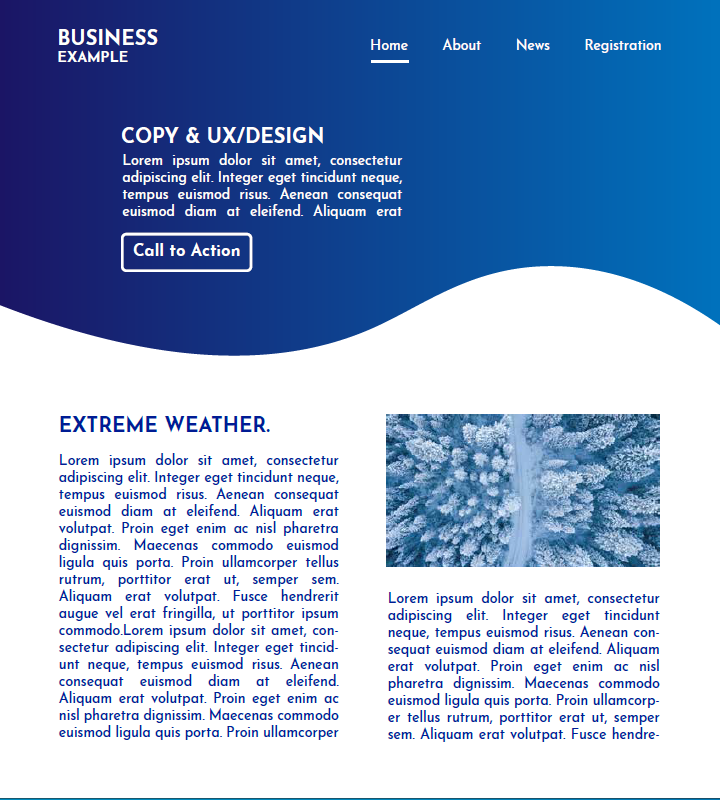 BUSINESS
EXAMPLE
Home About News Registration
COPY & UX/DESIGN
Lorem ipsum dolor sit amet, consectetur
adipiscing elit. Integer eget tincidunt neque,
tempus euismod risus. Aenean consequat
euismod diam at eleifend. Aliquam erat
Call to Action
EXTREME WEATHER.
Lorem ipsum dolor sit amet, consectetur
adipiscing elit. Integer eget tincidunt neque,
tempus euismod risus. Aenean consequat
euismod diam at eleifend. Aliquam erat
volutpat. Proin eget enim ac nisl pharetra
dignissim. Maecenas commodo euismod
ligula quis porta. Proin ullamcorper tellus
rutrum, porttitor erat ut, semper sem.
Aliquam erat volutpat. Fusce hendrerit
augue vel erat fringilla, ut porttitor ipsum
commodo.Lorem ipsum dolor sit amet, con-
sectetur adipiscing elit. Integer eget tincid-
unt neque, tempus euismod risus. Aenean
consequat euismod diam at eleifend.
Aliquam erat volutpat. Proin eget enim ac
nisl pharetra dignissim. Maecenas commodo
euismod ligula quis porta. Proin ullamcorper
Lorem ipsum dolor sit amet, consectetur
adipiscing elit. Integer eget tincidunt
neque, tempus euismod risus. Aenean con-
sequat euismod diam at eleifend. Aliquam
erat volutpat. Proin eget enim ac nisl
pharetra dignissim. Maecenas commodo
euismod ligula quis porta. Proin ullamcorp-
er tellus rutrum, porttitor erat ut, semper
sem. Aliquam erat volutpat. Fusce hendre-